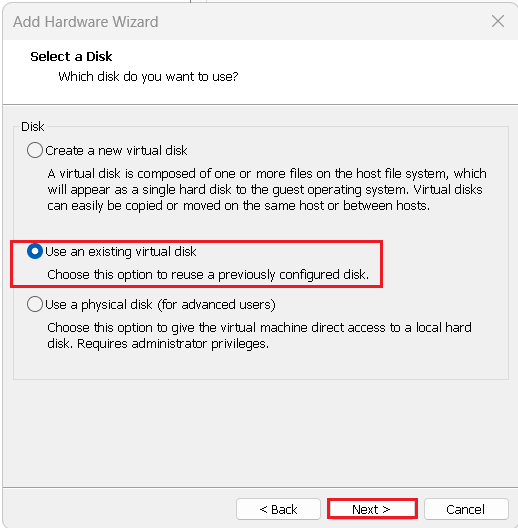 Add Hardware Wizard
Select a Disk
Which disk do you want to use?
Disk
Create a new virtual disk
A virtual disk is composed of one or more files on the host file system, which
will appear as a single hard disk to the guest operating system. Virtual disks
can easily be copied or moved on the same host or between hosts.
Use an existing virtual disk
Choose this option to reuse a previously configured disk.
Use a physical disk (for advanced users)
Choose this option to give the virtual machine direct access to a local hard
disk. Requires administrator privileges.
< Back
Next >
Cancel